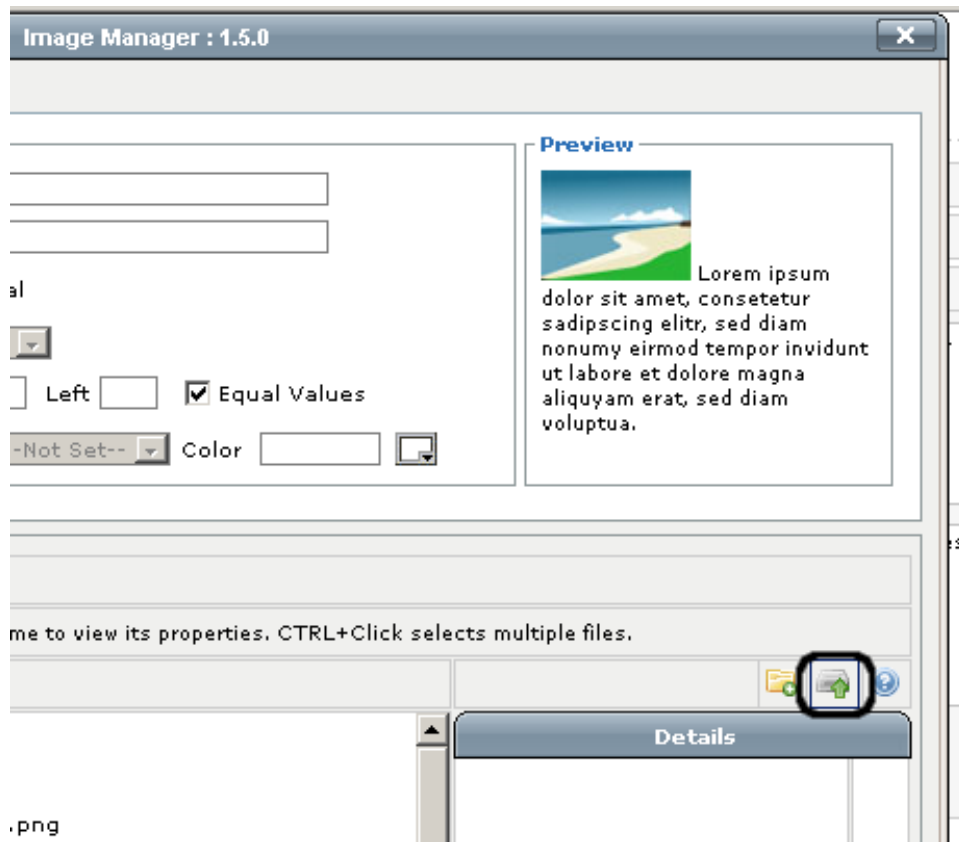 Image Manager : 1.5.0
Preview
Lorem ipsum
dolor sit amet, consetetur
sadipscing elitr, sed diam
nonumy eirmod tempor invidunt
ut labore et dolore magna
aliquyam erat, sed diam
voluptua.
al
Left
Equal Values
-Not Set--
Color
me to view its properties. CTRL+Click selects multiple files.
Details
.png